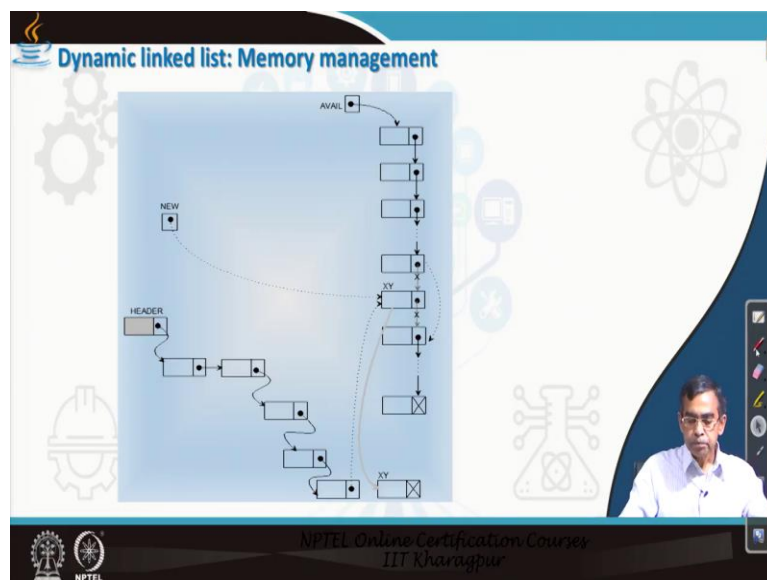 Dynamic linked list: Memory management
AVAIL
NEW
XY
HEADER
XY
NPTEL Online Certification Courses
IIT Kharagpur
NPTEL